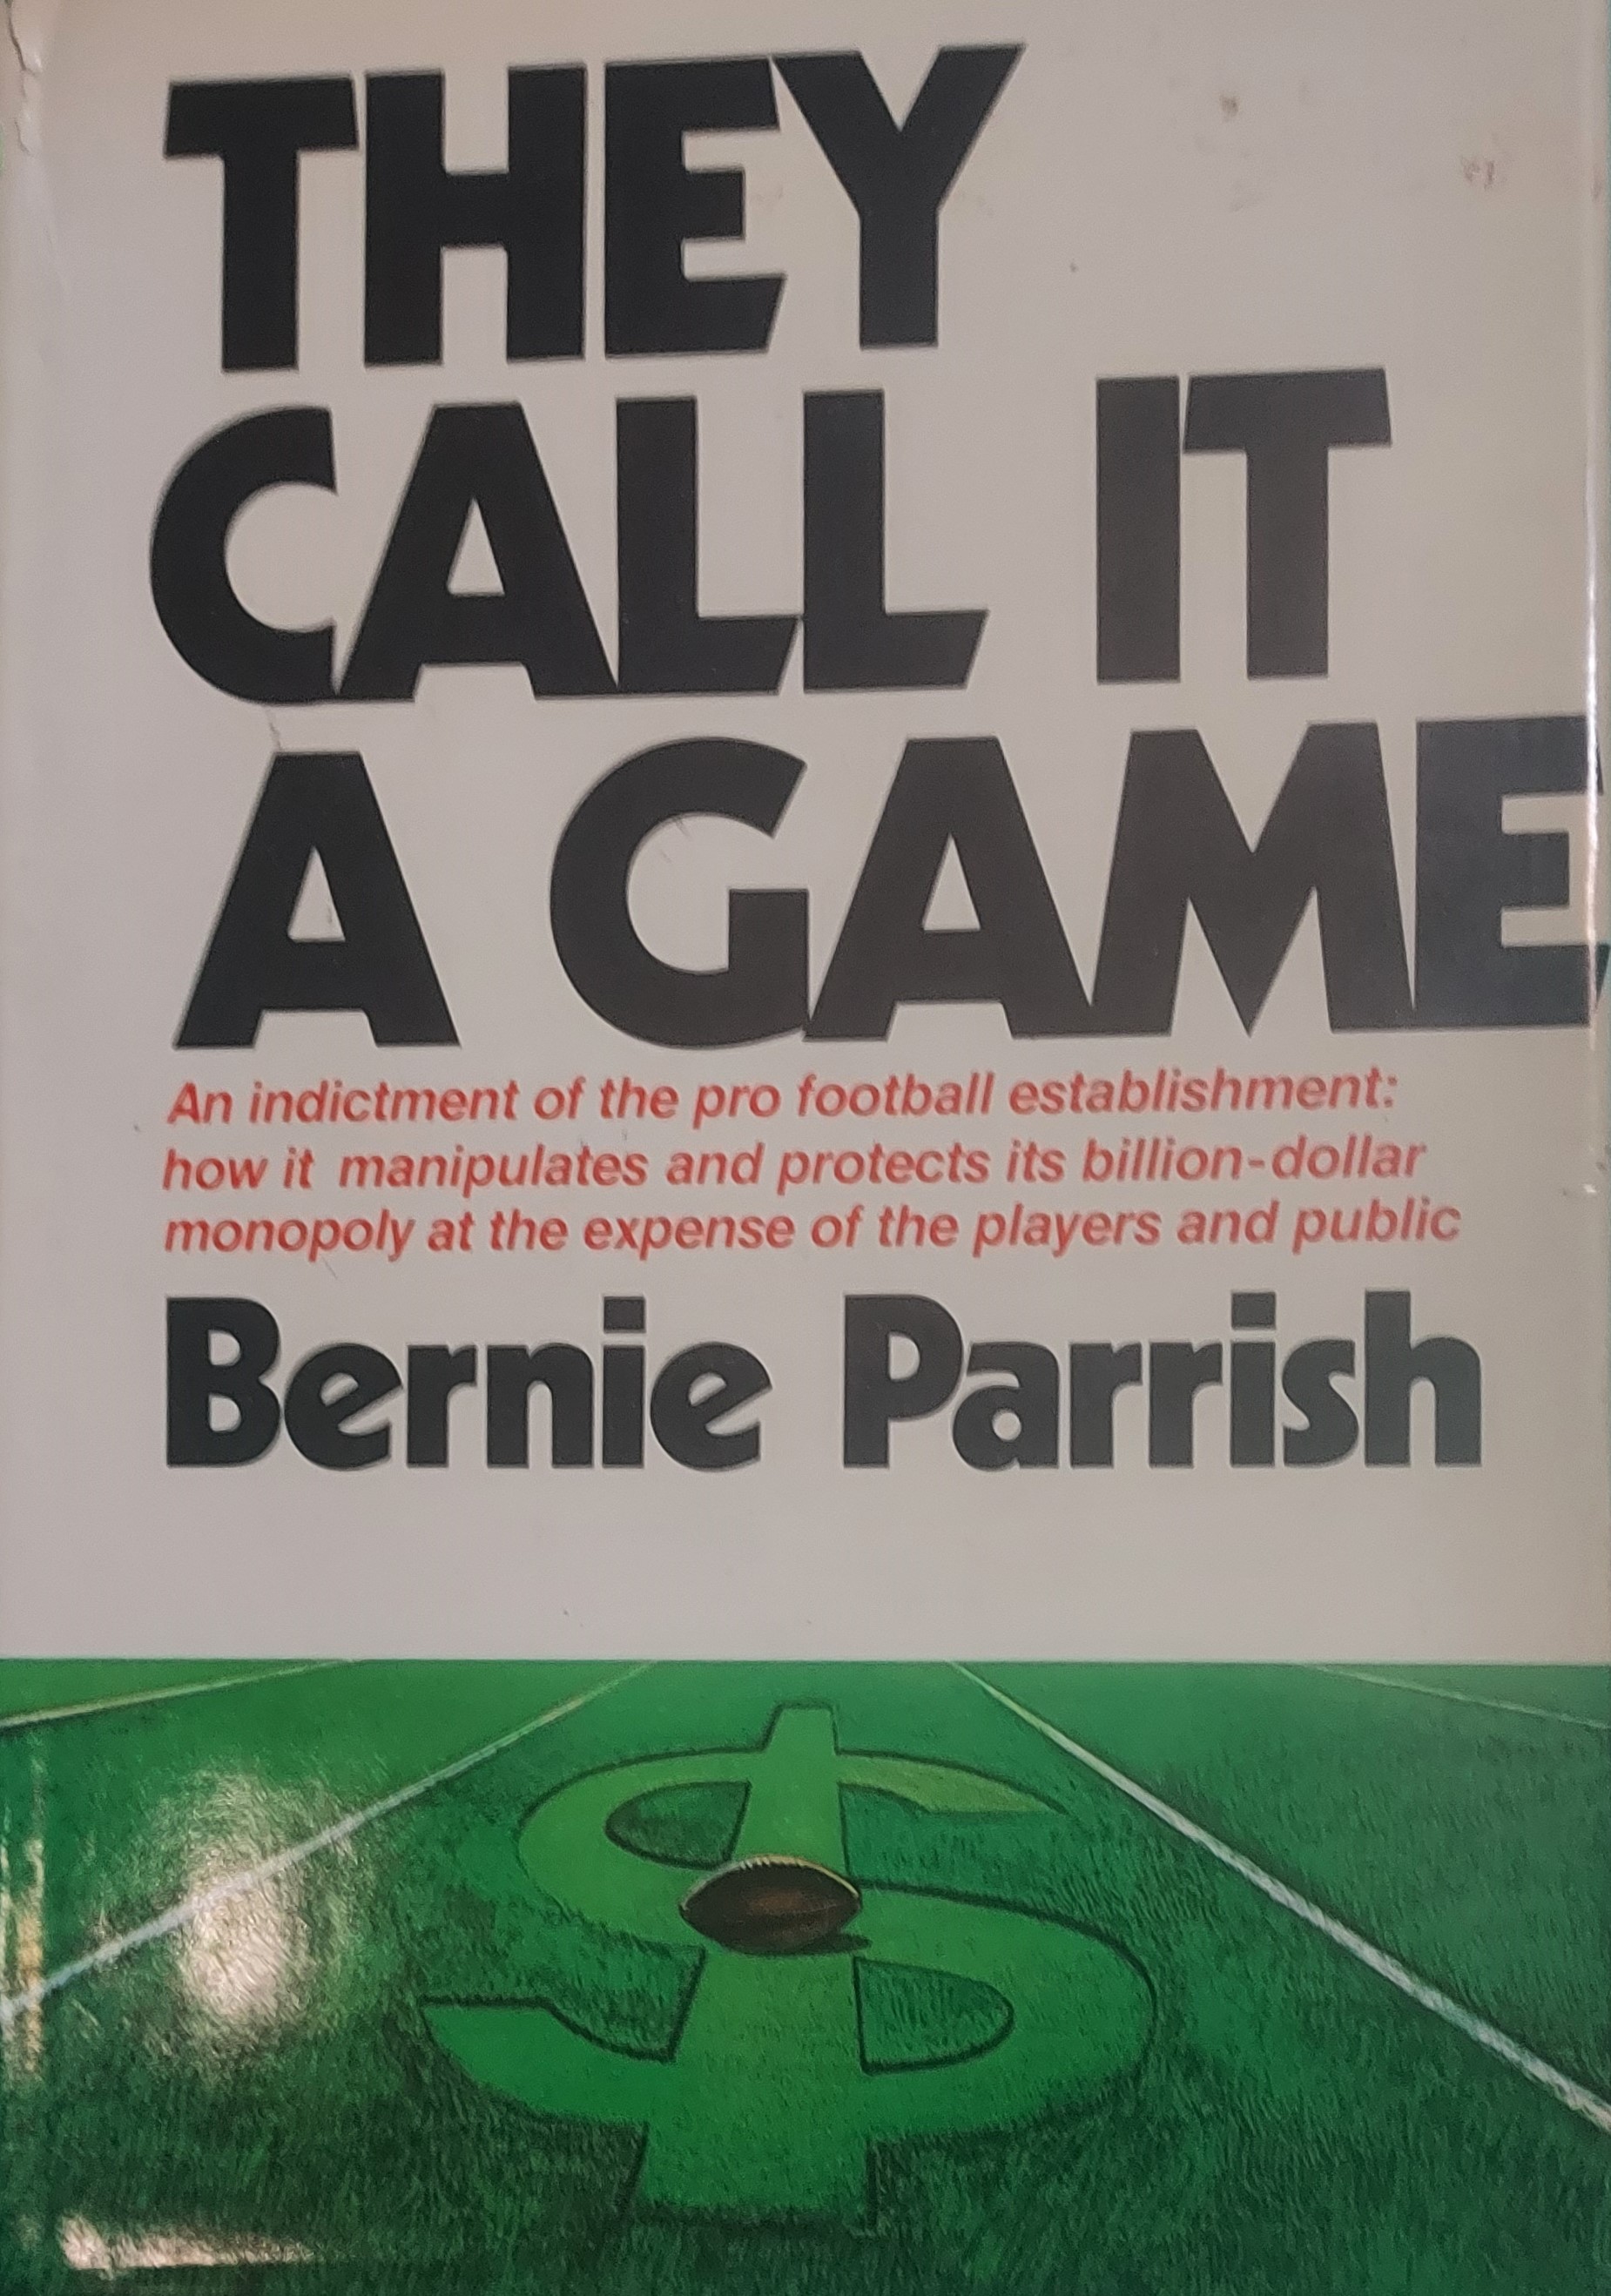 THEY
CALL IT
A GAME
An indictment of the pro football establishment:
how it manipulates and protects its billion-dollar
monopoly at the expense of the players and public
Bernie Parrish